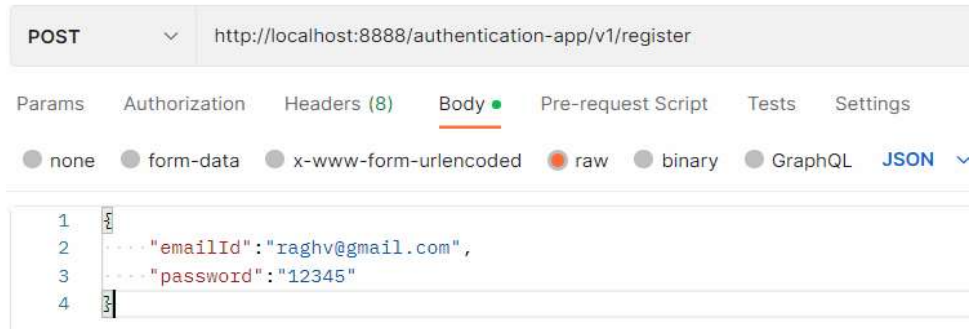 POST http://localhost:8888/authentication-app/v1/register
Params Authorization Headers (8) Body Pre-request Script Tests Settings
none form-data x-www-form-urlencoded raw binary GraphQL JSON
1 {
2 "emailId":"raghv@gmail.com",
3 "password":"12345"
4 }